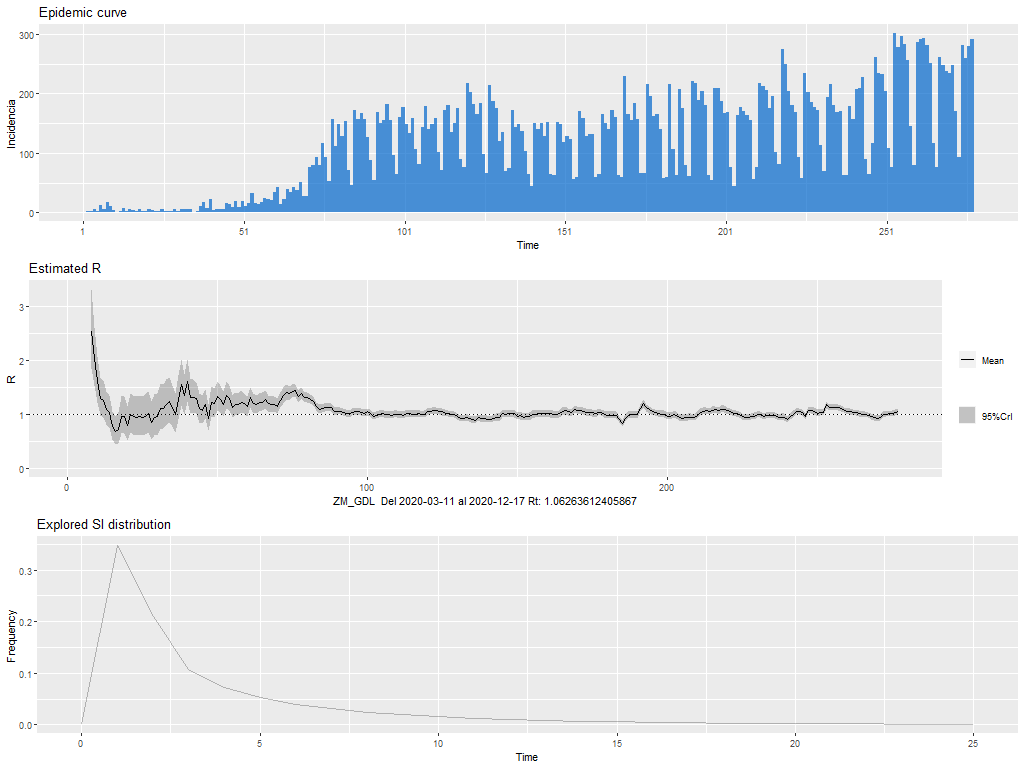 Epidemic curve
300
200
100
0
Incidencia
1 51 101 151 201 251
Time
Estimated R
3
2
1
0
R
Mean
95%CrI
0 100 200
ZM_GDL Del 2020-03-11 al 2020-12-17 Rt: 1.06263612405867
Explored SI distribution
0.3
0.2
0.1
0.0
Frequency
0 5 10 15 20 25
Time